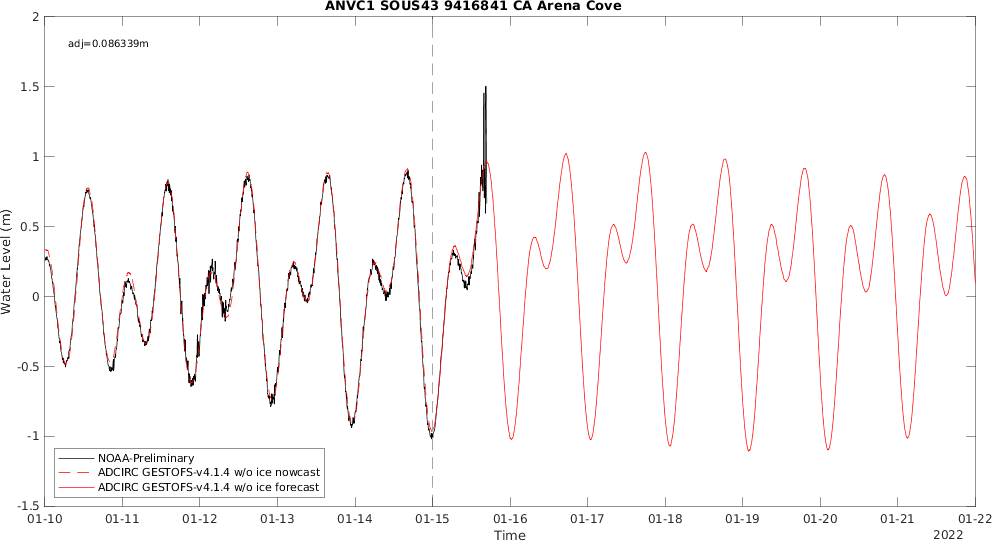 ANVC1 SOUS43 9416841 CA Arena Cove
adj=0.086339m
Water Level (m)
2
1.5
1
0.5
0
-0.5
-1
-1.5
NOAA-Preliminary
ADCIRC GESTOFS-v4.1.4 w/o ice nowcast
ADCIRC GESTOFS-v4.1.4 w/o ice forecast
01-10 01-11 01-12 01-13 01-14 01-15 01-16 01-17 01-18 01-19 01-20 01-21 01-22
Time
2022